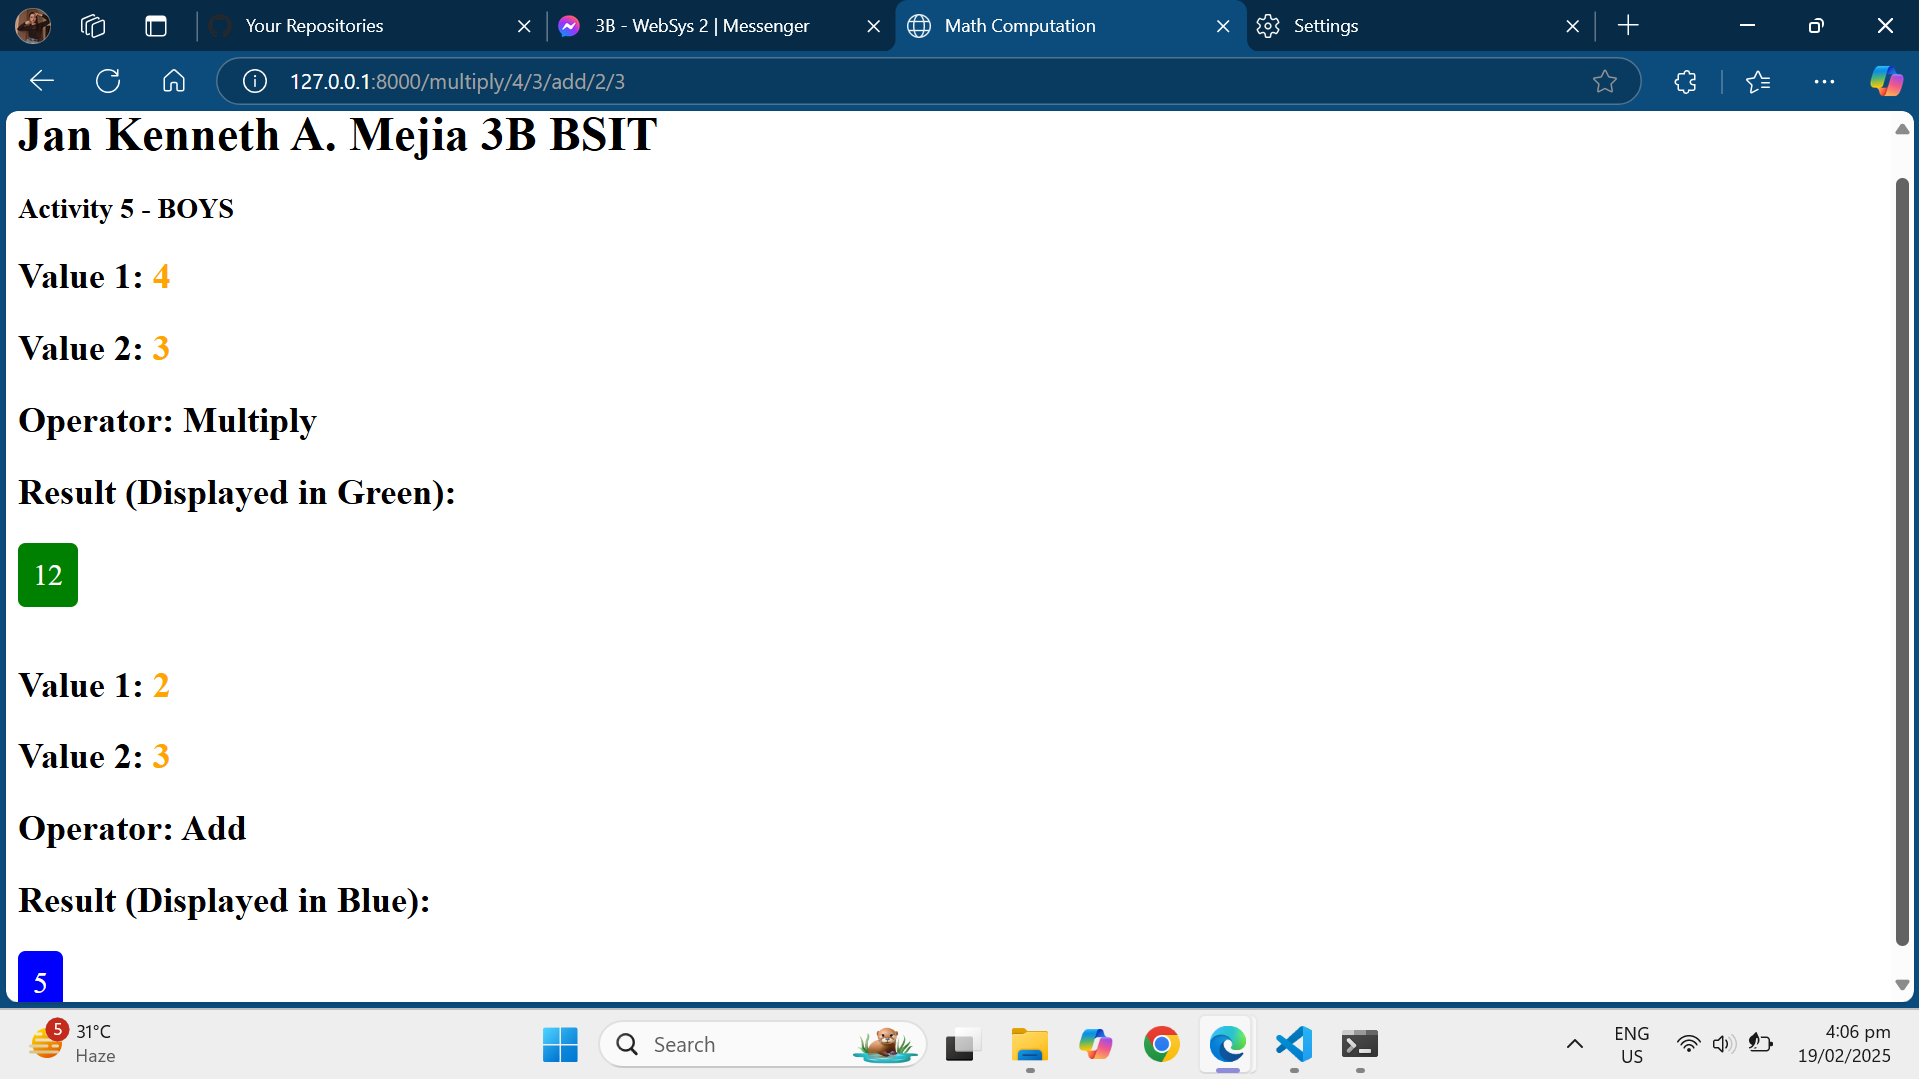 Your Repositories
3B - WebSys 2 | Messenger
Math Computation
Settings
127.0.0.1:8000/multiply/4/3/add/2/3
Jan Kenneth A. Mejia 3B BSIT
Activity 5 - BOYS
Value 1: 4
Value 2: 3
Operator: Multiply
Result (Displayed in Green):
12
Value 1: 2
Value 2: 3
Operator: Add
Result (Displayed in Blue):
5
5
31°C
Haze
Search
ENG
US
4:06 pm
19/02/2025